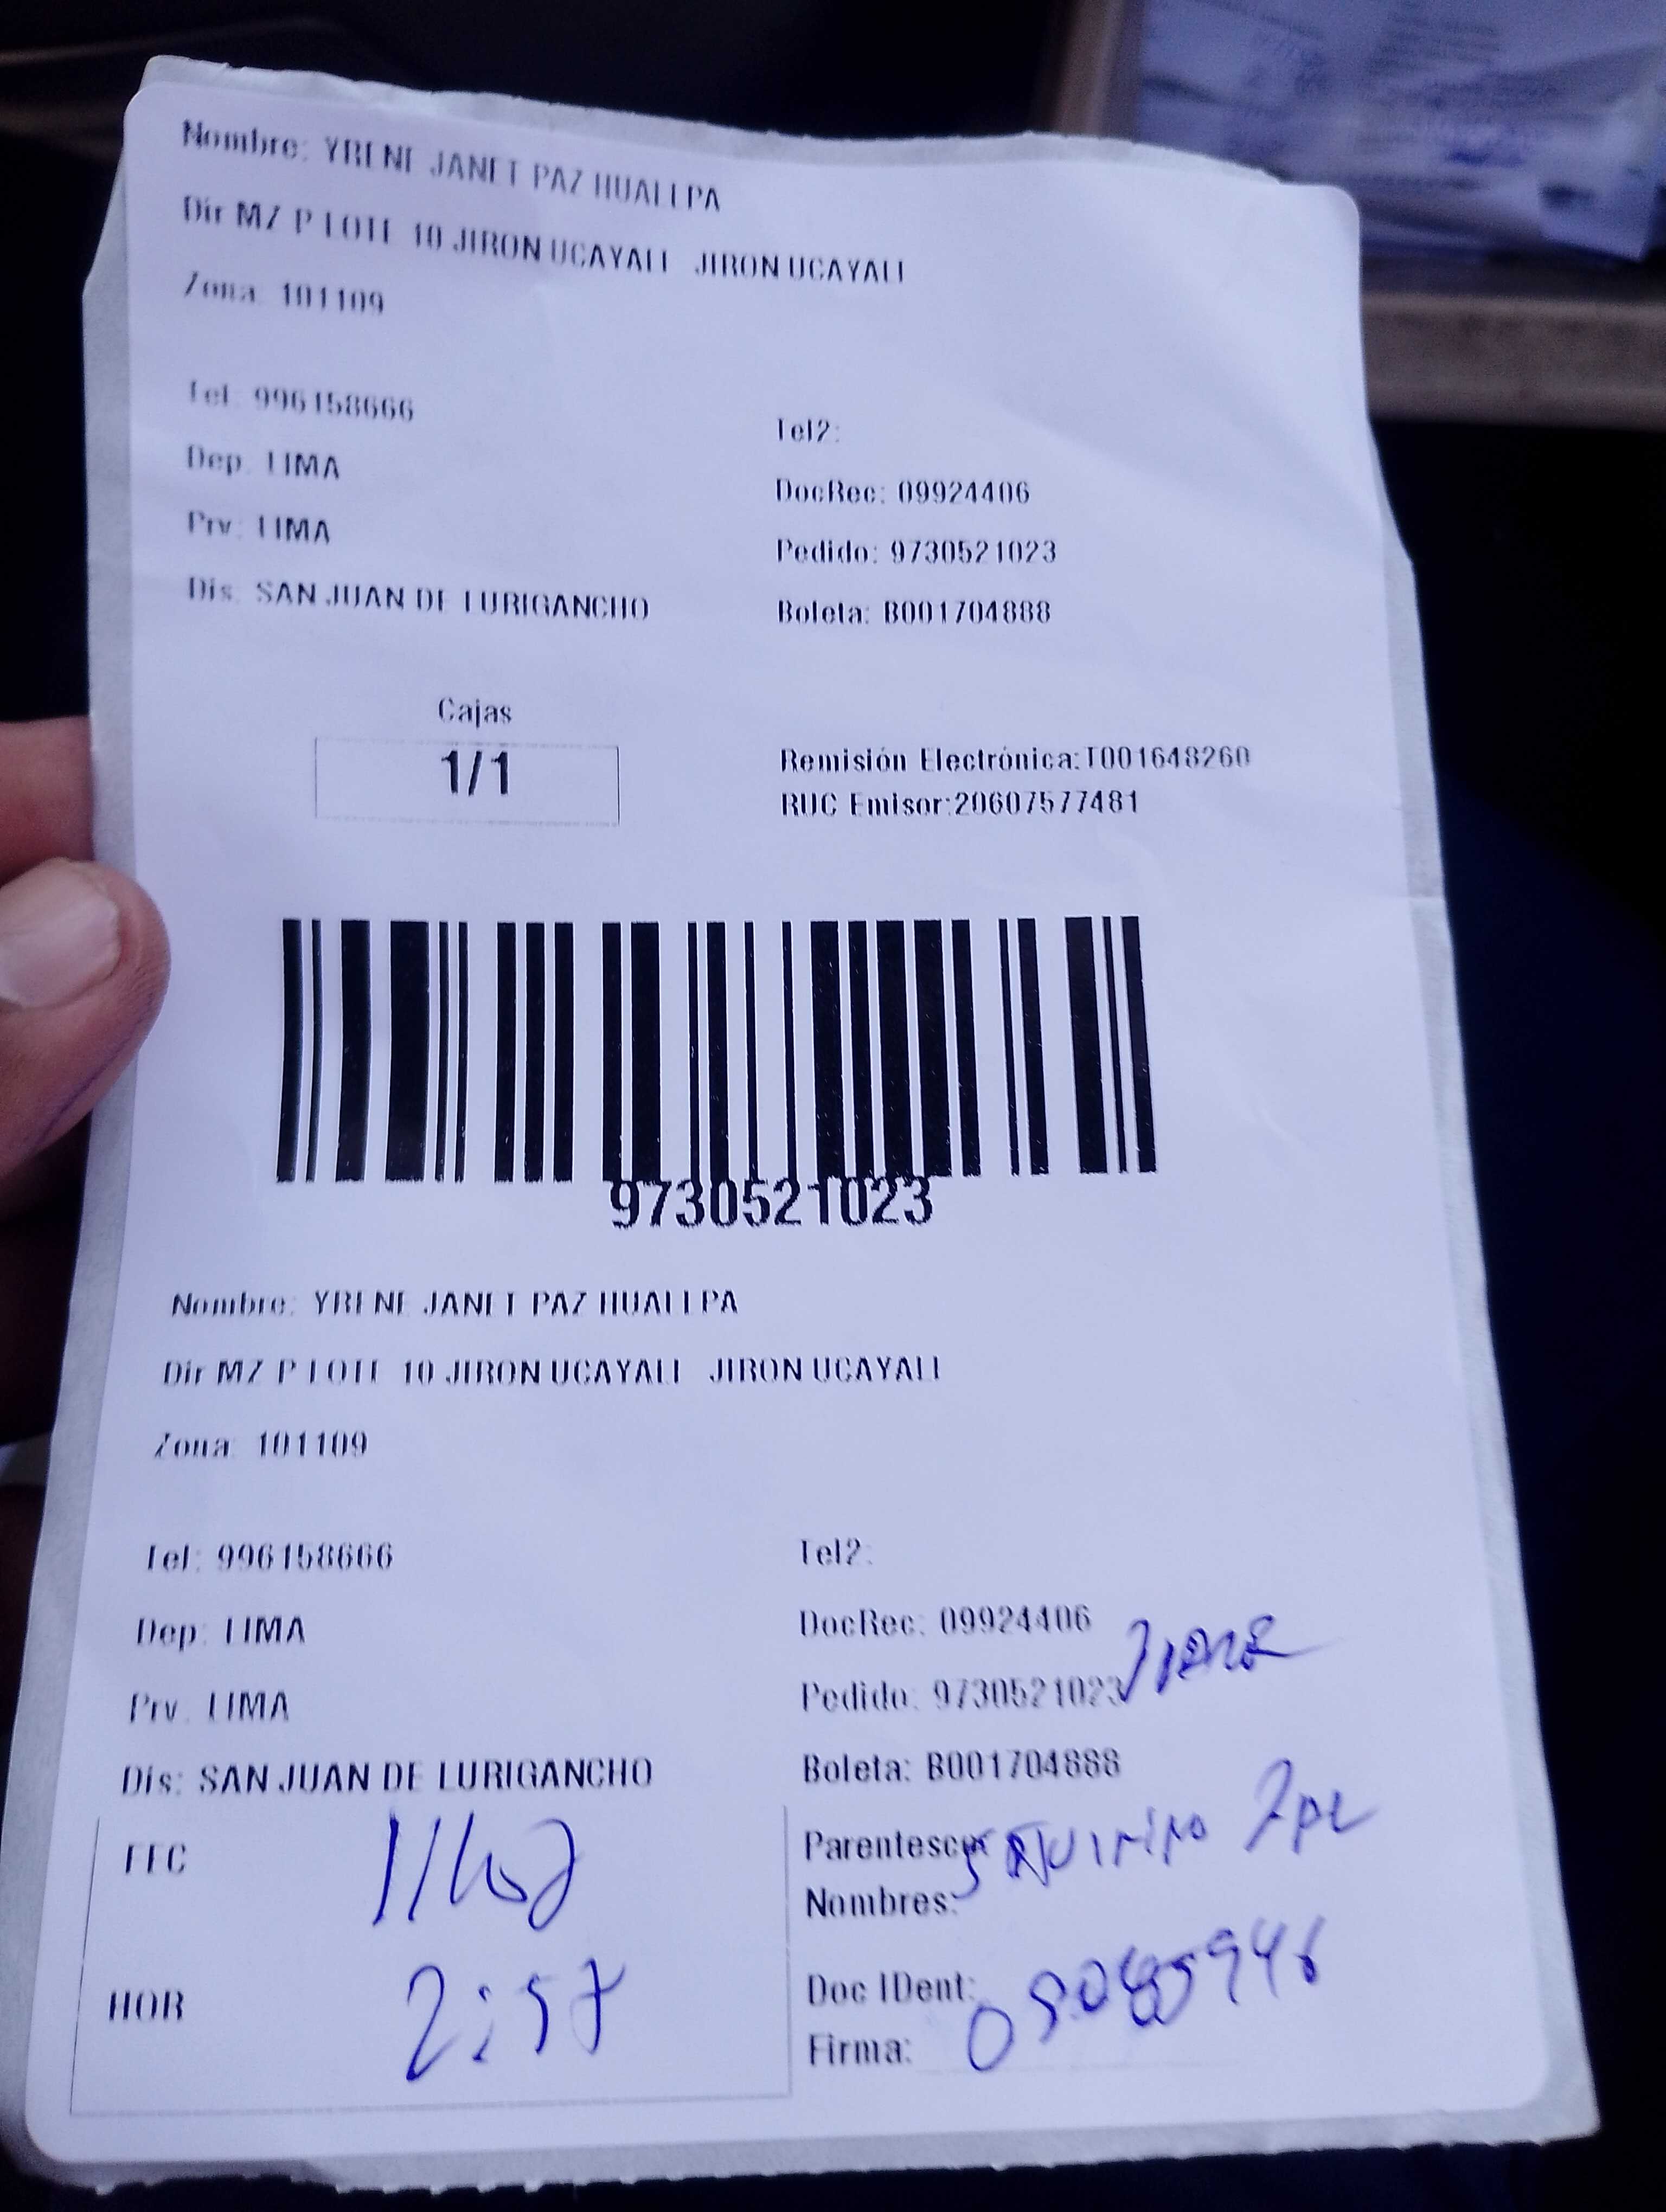 Nombre: YRENE JANET PAZ HUALLPA
Dir MZ P LOTE 10 JIRON UCAYALI JIRON UCAYALI
Zona: 101109
Tel: 996158666
Tel2:
Dep: LIMA
DocRec: 09924406
Prv: LIMA
Pedido: 9730521023
Dis: SAN JUAN DE LURIGANCHO
Boleta: B001704888
Cajas
1/1
Remisión Electrónica:T001648260
RUC Emisor:20607577481
9730521023
Nombre: YRENE JANET PAZ HUALLPA
Dir MZ P LOTE 10 JIRON UCAYALI JIRON UCAYALI
Zona: 101109
Tel: 996158666
Tel2:
Dep: LIMA
DocRec: 09924406
Prv: LIMA
Pedido: 9730521023
Dis: SAN JUAN DE LURIGANCHO
Boleta: B001704888
FEC
Parentesco:
Nombres:
HOR 2:57
Doc IDent:
Firma: